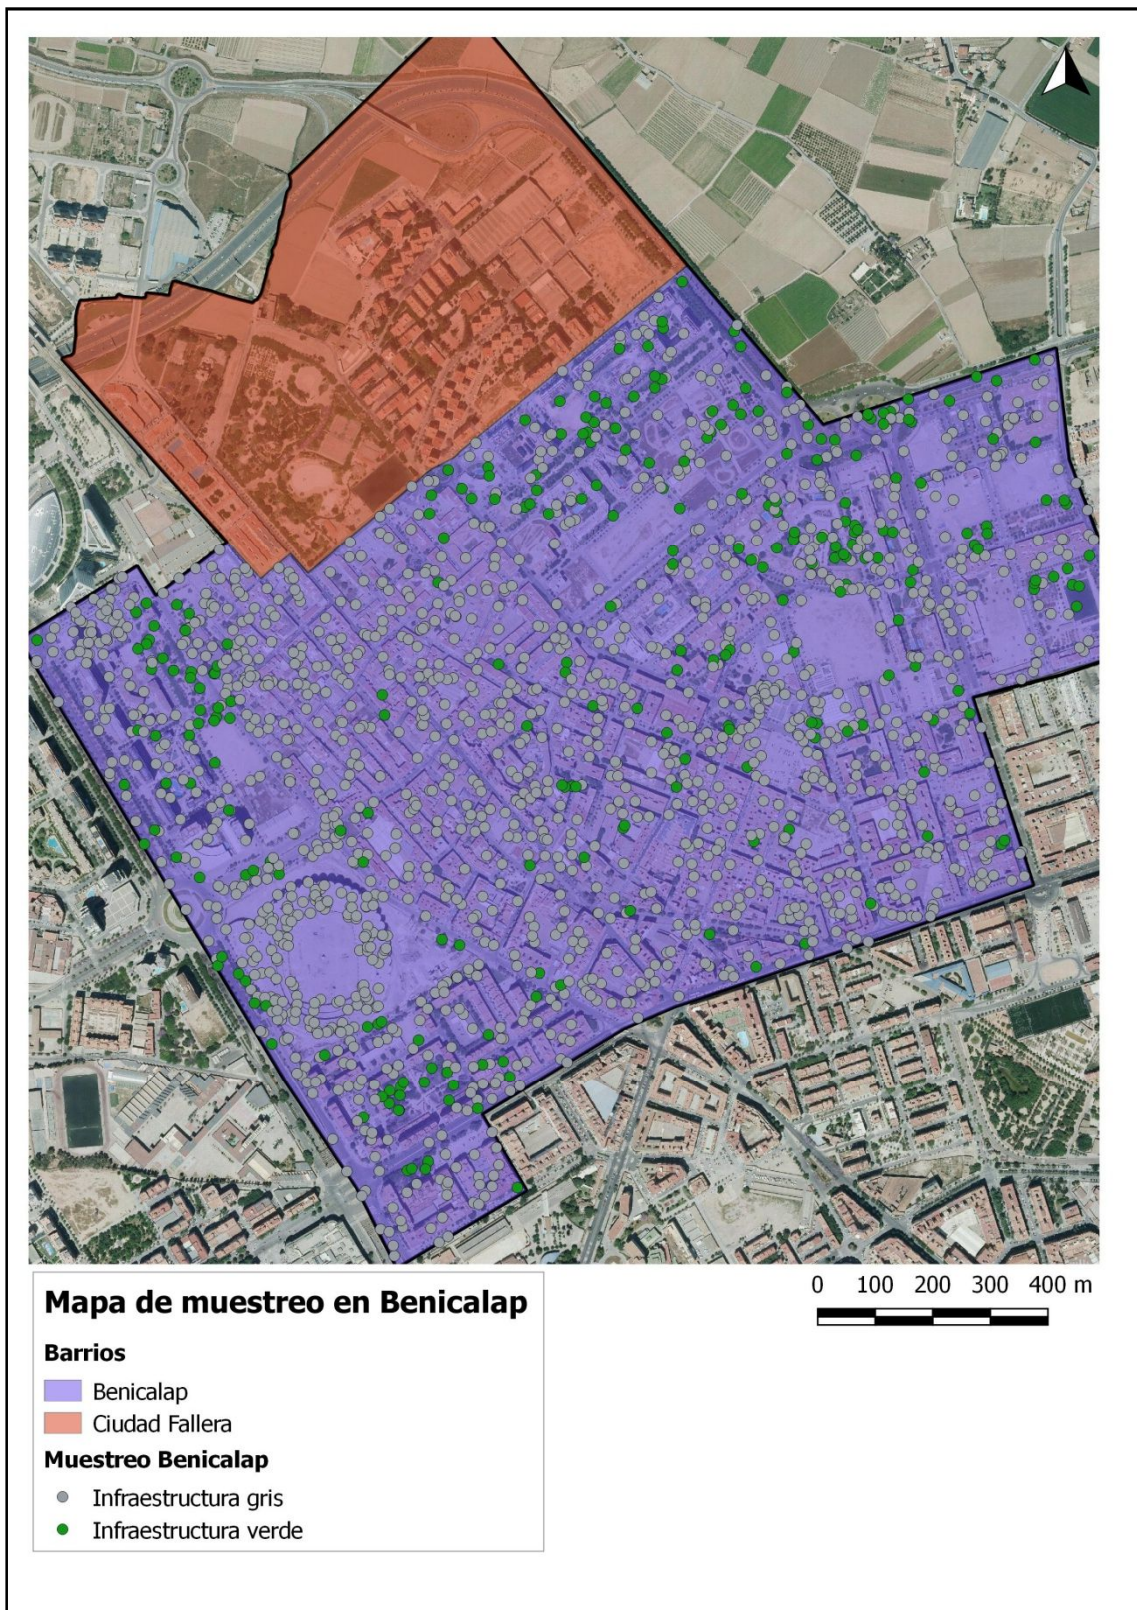 0 100 200 300 400 m
Mapa de muestreo en Benicalap
Barrios
Benicalap
Ciudad Fallera
Muestreo Benicalap
Infraestructura gris
Infraestructura verde